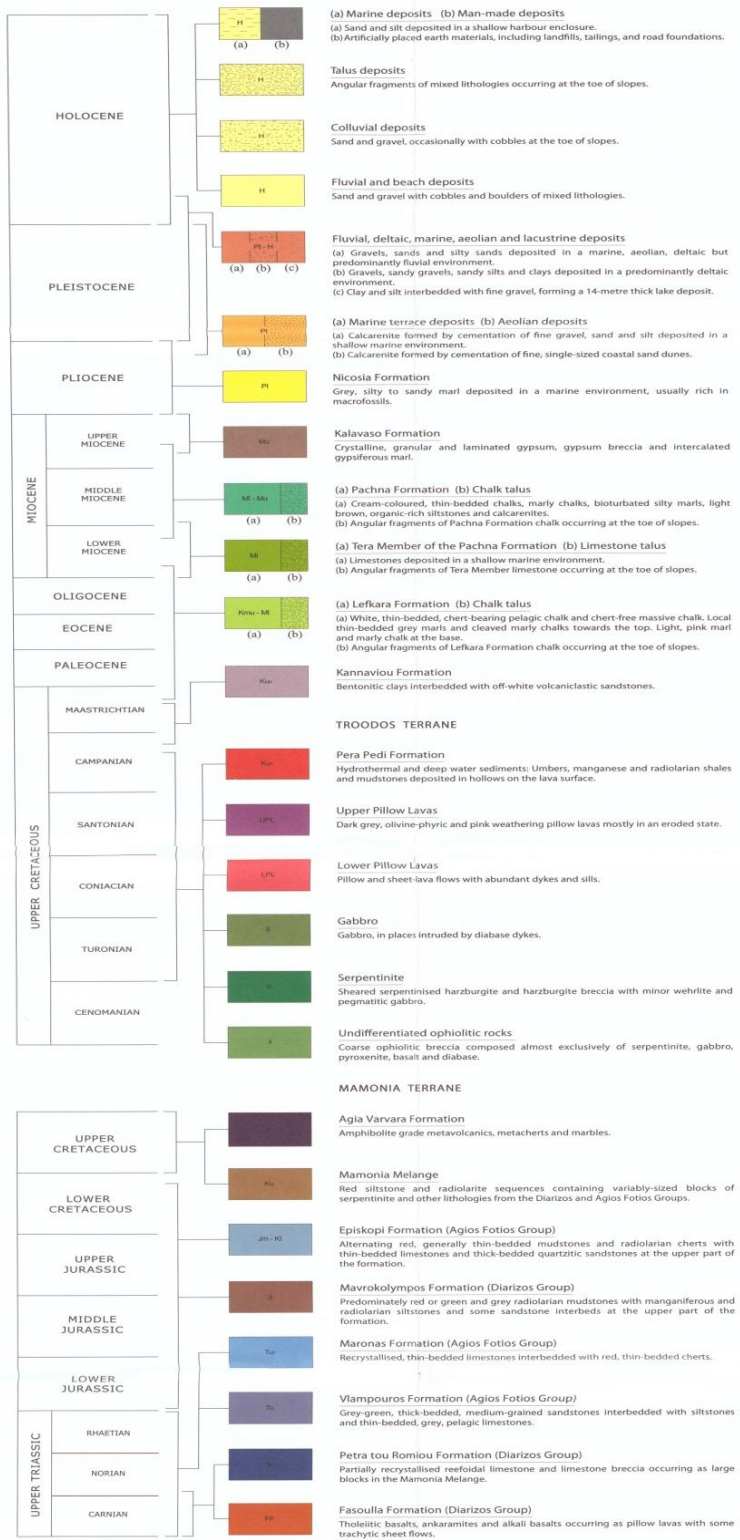 HOLOCENE
PLEISTOCENE
PLIOCENE
MIOCENE
UPPER
MIOCENE
MIDDLE
MIOCENE
LOWER
MIOCENE
OLIGOCENE
EOCENE
PALEOCENE
UPPER CRETACEOUS
MAASTRICHTIAN
CAMPANIAN
SANTONIAN
CONIACIAN
TURONIAN
CENOMANIAN
H
(a) (b)
(a) Marine deposits (b) Man-made deposits
(a) Sand and silt deposited in a shallow harbour enclosure.
(b) Artificially placed earth materials, including landfills, tailings, and road foundations.
H
Talus deposits
Angular fragments of mixed lithologies occurring at the toe of slopes.
H
Colluvial deposits
Sand and gravel, occasionally with cobbles at the toe of slopes.
H
Fluvial and beach deposits
Sand and gravel with cobbles and boulders of mixed lithologies.
Pt - H
(a) (b) (c)
Fluvial, deltaic, marine, aeolian and lacustrine deposits
(a) Gravels, sands and silty sands deposited in a marine, aeolian, deltaic but
predominantly fluvial environment.
(b) Gravels, sandy gravels, sandy silts and clays deposited in a predominantly deltaic
environment.
(c) Clay and silt interbedded with fine gravel, forming a 14-metre thick lake deposit.
Pt
(a) (b)
(a) Marine terrace deposits (b) Aeolian deposits
(a) Calcarenite formed by cementation of fine gravel, sand and silt deposited in a
shallow marine environment.
(b) Calcarenite formed by cementation of fine, single-sized coastal sand dunes.
Pl
Nicosia Formation
Grey, silty to sandy marl deposited in a marine environment, usually rich in
macrofossils.
Mu
Kalavaso Formation
Crystalline, granular and laminated gypsum, gypsum breccia and intercalated
gypsiferous marl.
Ml - Mu
(a) (b)
(a) Pachna Formation (b) Chalk talus
(a) Cream-coloured, thin-bedded chalks, marly chalks, bioturbated silty marls, light
brown, organic-rich siltstones and calcarenites.
(b) Angular fragments of Pachna Formation chalk occurring at the toe of slopes.
Ml
(a) (b)
(a) Tera Member of the Pachna Formation (b) Limestone talus
(a) Limestones deposited in a shallow marine environment.
(b) Angular fragments of Tera Member limestone occurring at the toe of slopes.
Kmu - Ml
(a) (b)
(a) Lefkara Formation (b) Chalk talus
(a) White, thin-bedded, chert-bearing pelagic chalk and chert-free massive chalk. Local
thin-bedded grey marls and cleaved marly chalks towards the top. Light, pink marl
and marly chalk at the base.
(b) Angular fragments of Lefkara Formation chalk occurring at the toe of slopes.
Kannaviou Formation
Bentonitic clays interbedded with off-white volcaniclastic sandstones.
TROODOS TERRANE
Pera Pedi Formation
Hydrothermal and deep water sediments: Umbers, manganese and radiolarian shales
and mudstones deposited in hollows on the lava surface.
UPL
Upper Pillow Lavas
Dark grey, olivine-phyric and pink weathering pillow lavas mostly in an eroded state.
LPL
Lower Pillow Lavas
Pillow and sheet-lava flows with abundant dykes and sills.
Gabbro
Gabbro, in places intruded by diabase dykes.
Serpentinite
Sheared serpentinised harzburgite and harzburgite breccia with minor wehrlite and
pegmatitic gabbro.
A
Undifferentiated ophiolitic rocks
Coarse ophiolitic breccia composed almost exclusively of serpentinite, gabbro,
pyroxenite, basalt and diabase.
MAMONIA TERRANE
UPPER
CRETACEOUS
LOWER
CRETACEOUS
UPPER
JURASSIC
MIDDLE
JURASSIC
LOWER
JURASSIC
UPPER TRIASSIC
RHAETIAN
NORIAN
CARNIAN
Agia Varvara Formation
Amphibolite grade metavolcanics, metacherts and marbles.
Ku
Mamonia Melange
Red siltstone and radiolarite sequences containing variably-sized blocks of
serpentinite and other lithologies from the Diarizos and Agios Fotios Groups.
Jm - Kl
Episkopi Formation (Agios Fotios Group)
Alternating red, generally thin-bedded mudstones and radiolarian cherts with
thin-bedded limestones and thick-bedded quartzitic sandstones at the upper part of
the formation.
Mavrokolympos Formation (Diarizos Group)
Predominately red or green and grey radiolarian mudstones with manganiferous and
radiolarian siltstones and some sandstone interbeds at the upper part of the
formation.
Maronas Formation (Agios Fotios Group)
Recrystallised, thin-bedded limestones interbedded with red, thin-bedded cherts.
Vlampouros Formation (Agios Fotios Group)
Grey-green, thick-bedded, medium-grained sandstones interbedded with siltstones
and thin-bedded, grey, pelagic limestones.
Petra tou Romiou Formation (Diarizos Group)
Partially recrystallised reefoidal limestone and limestone breccia occurring as large
blocks in the Mamonia Melange.
Fasoulla Formation (Diarizos Group)
Tholeiitic basalts, ankaramites and alkali basalts occurring as pillow lavas with some
trachytic sheet flows.